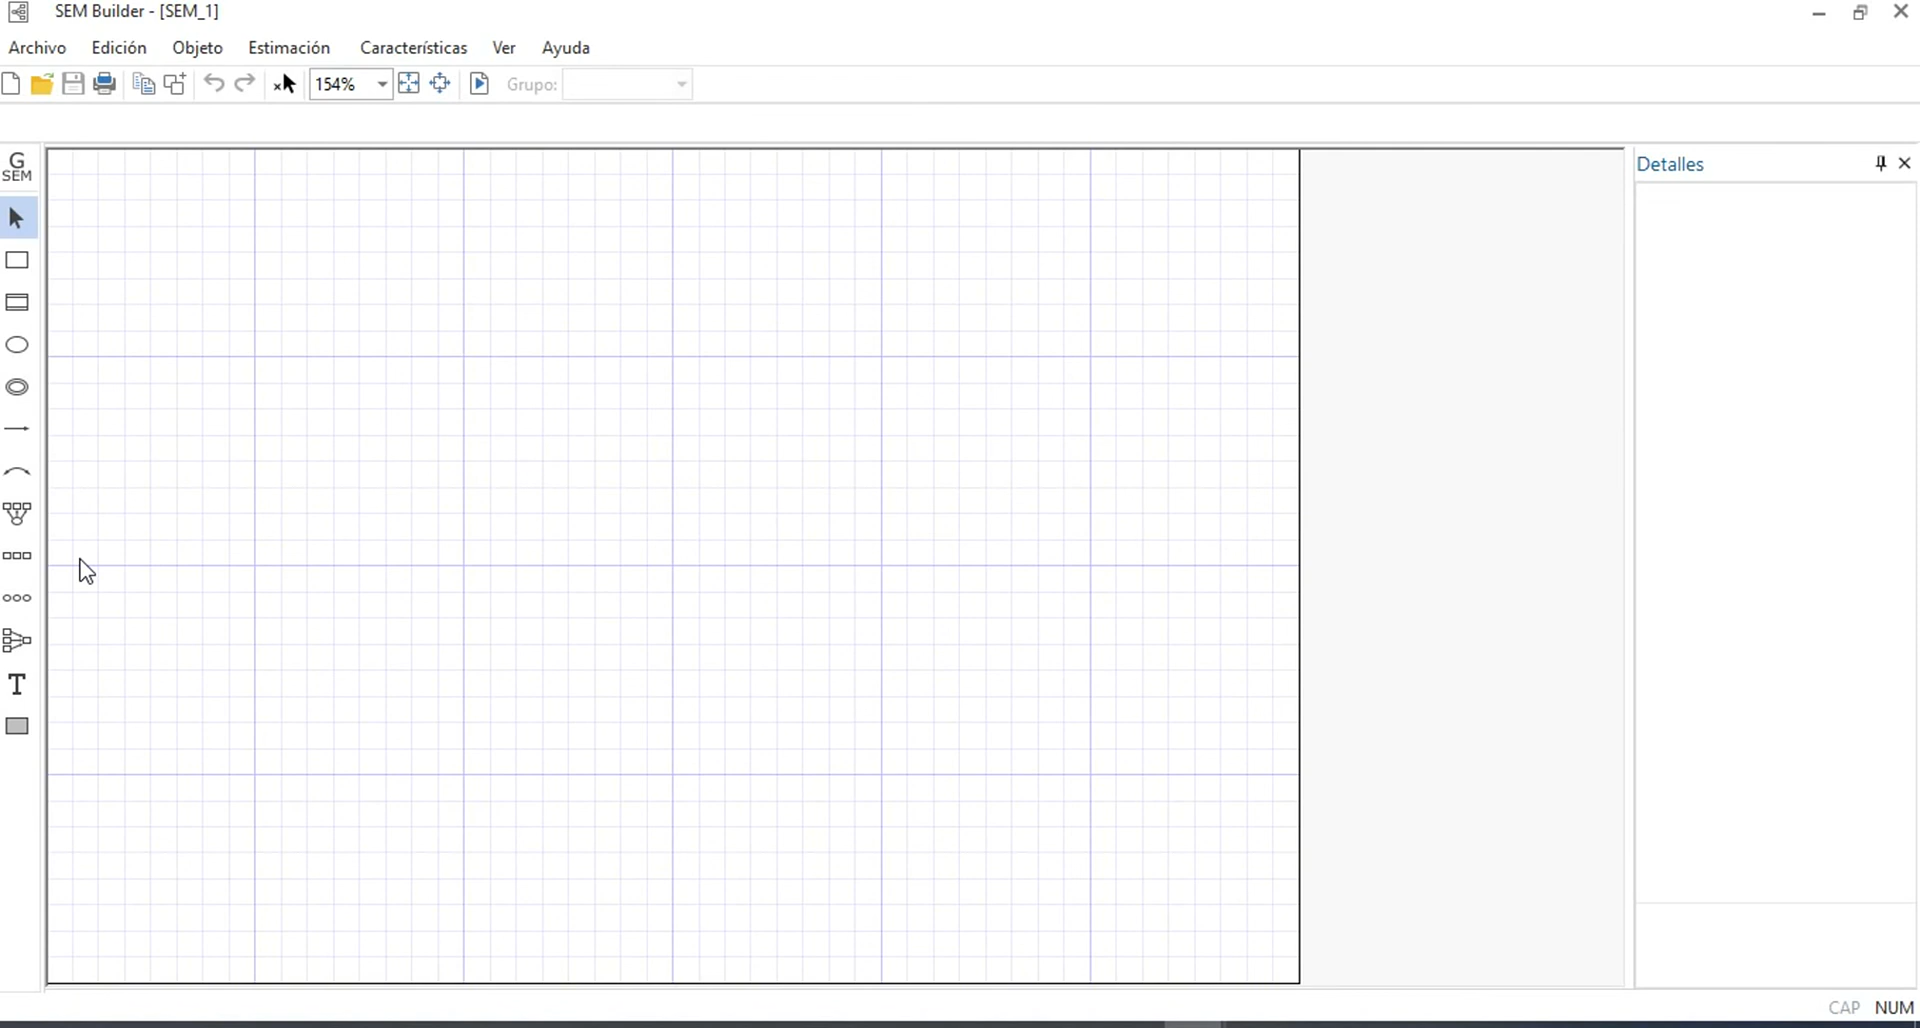 SEM Builder - [SEM_1]
Archivo Edición Objeto Estimación Características Ver Ayuda
154% Grupo:
G
SEM
Detalles
T
CAP NUM